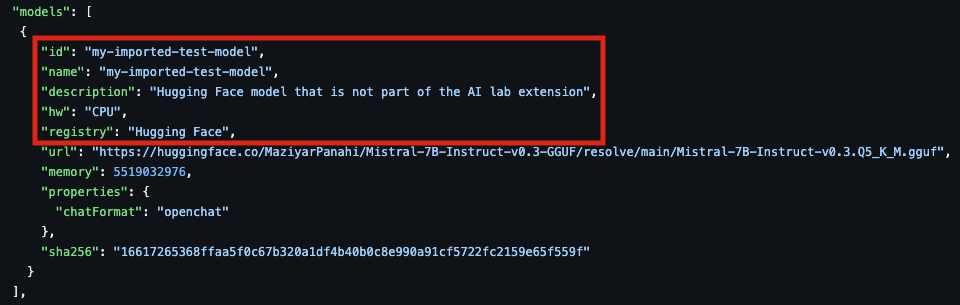 "models": [
{
"id": "my-imported-test-model",
"name": "my-imported-test-model",
"description": "Hugging Face model that is not part of the AI lab extension",
"hw": "CPU",
"registry": "Hugging Face",
"url": "https://huggingface.co/MaziyarPanahi/Mistral-7B-Instruct-v0.3-GGUF/resolve/main/Mistral-7B-Instruct-v0.3.Q5_K_M.gguf",
"memory": 5519032976,
"properties": {
"chatFormat": "openchat"
},
"sha256": "16617265368ffaa5f0c67b320a1df4b40b0c8e990a91cf5722fc2159e65f559f"
}
],